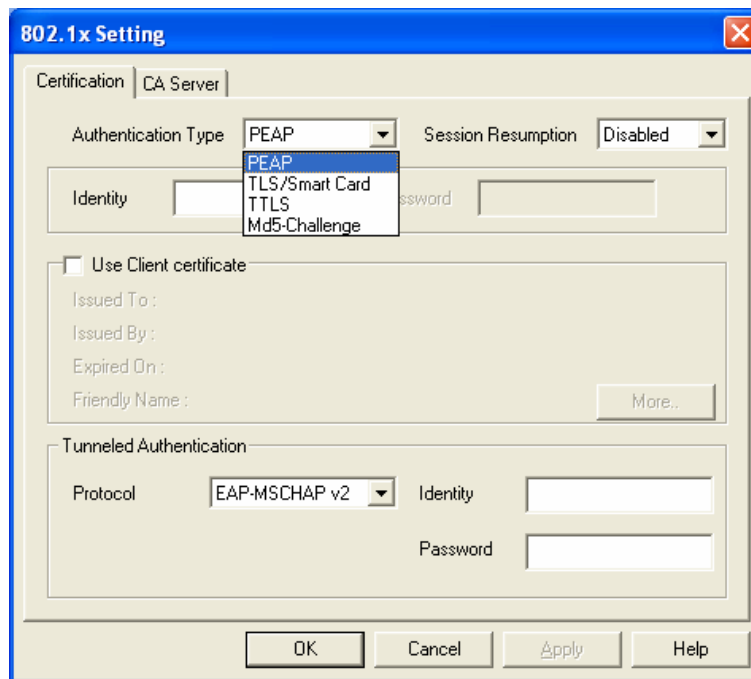 802.1x Setting
Certification CA Server
Authentication Type PEAP Session Resumption Disabled
PEAP
TLS/Smart Card
TTLS
Md5-Challenge
Identity ssword
Use Client certificate
Issued To :
Issued By :
Expired On :
Friendly Name :
More..
Tunneled Authentication
Protocol EAP-MSCHAP v2 Identity
Password
OK Cancel Apply Help